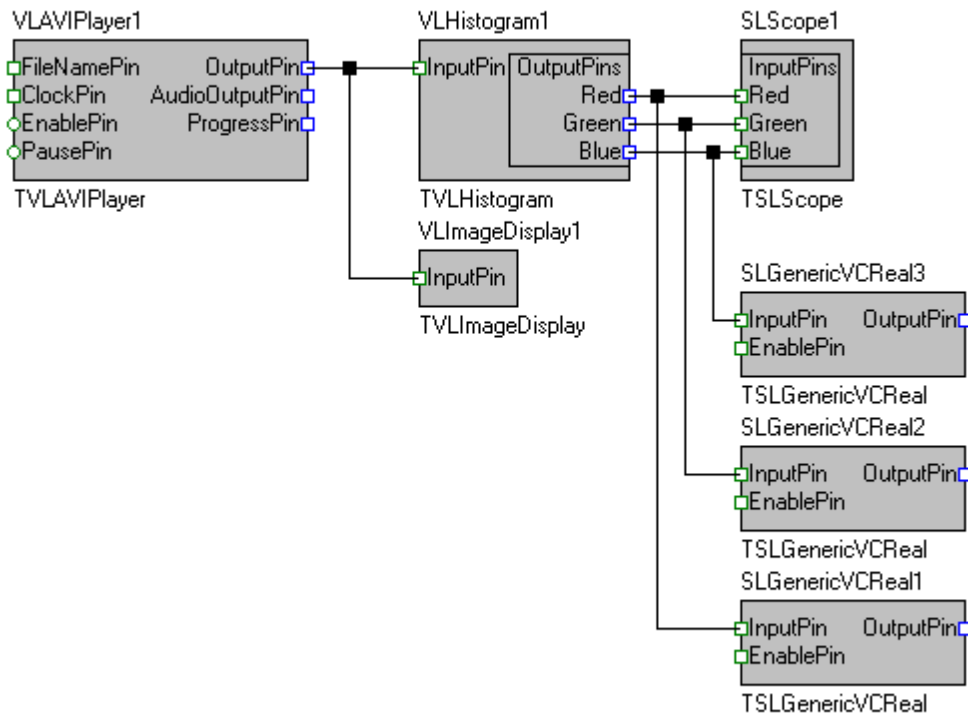 VLAVIPlayer1
FileNamePin OutputPin
ClockPin AudioOutputPin
EnablePin ProgressPin
PausePin
TVLAVIPlayer
VLHistogram1
InputPin OutputPins
Red
Green
Blue
TVLHistogram
SLScope1
InputPins
Red
Green
Blue
TSLScope
VLImageDisplay1
InputPin
TVLImageDisplay
SLGenericVCReal3
InputPin OutputPin
EnablePin
TSLGenericVCReal
SLGenericVCReal2
InputPin OutputPin
EnablePin
TSLGenericVCReal
SLGenericVCReal1
InputPin OutputPin
EnablePin
TSLGenericVCReal